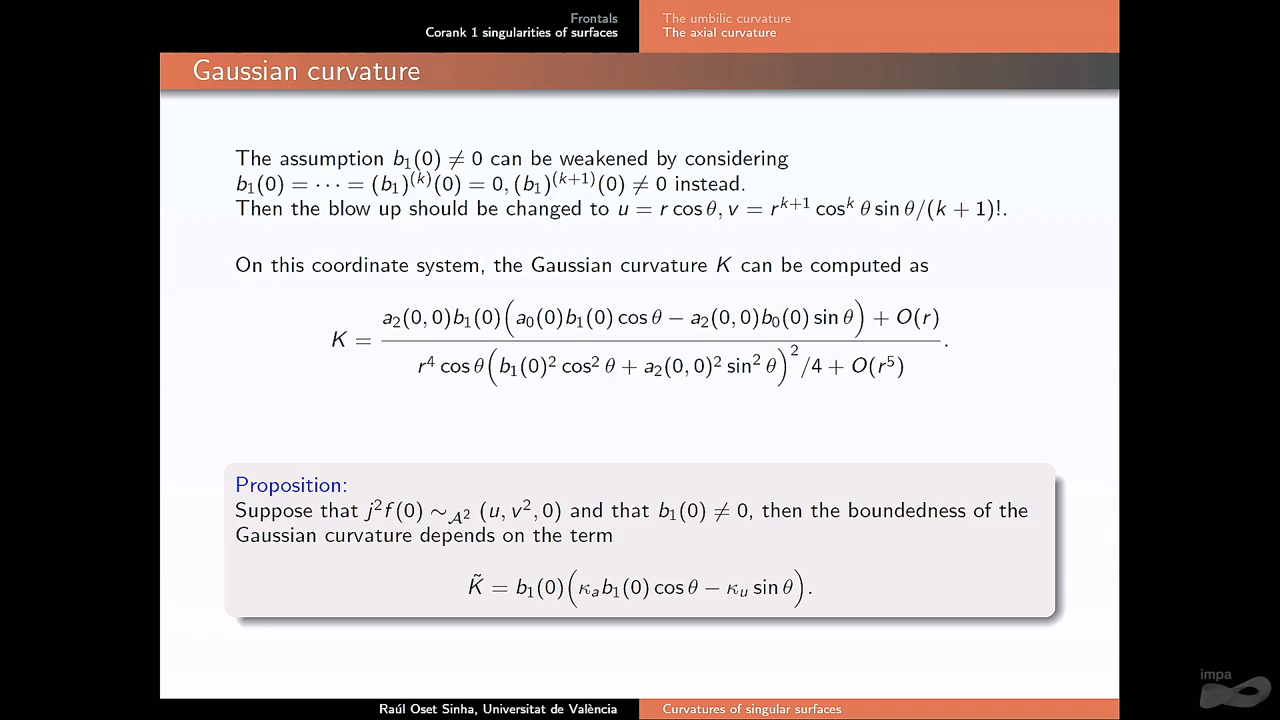 Frontals
Corank 1 singularities of surfaces
The umbilic curvature
The axial curvature
Gaussian curvature
The assumption b₁(0) ≠ 0 can be weakened by considering
b₁(0) = ··· = (b₁)^(k)(0) = 0, (b₁)^(k+1)(0) ≠ 0 instead.
Then the blow up should be changed to u = r cos θ, v = r^{k+1} cos^k θ sin θ/(k + 1)!.
On this coordinate system, the Gaussian curvature K can be computed as
K = \frac{a₂(0,0)b₁(0)(a₀(0)b₁(0) cos θ − a₂(0,0)b₀(0) sin θ) + O(r)}{r⁴ cos θ(b₁(0)² cos² θ + a₂(0,0)² sin² θ)²/4 + O(r⁵)}.
Proposition:
Suppose that j²f(0) ∼_{𝒜²} (u, v², 0) and that b₁(0) ≠ 0, then the boundedness of the
Gaussian curvature depends on the term
K̃ = b₁(0)(κₐb₁(0) cos θ − κᵤ sin θ).
Raúl Oset Sinha, Universitat de València
Curvatures of singular surfaces
impa